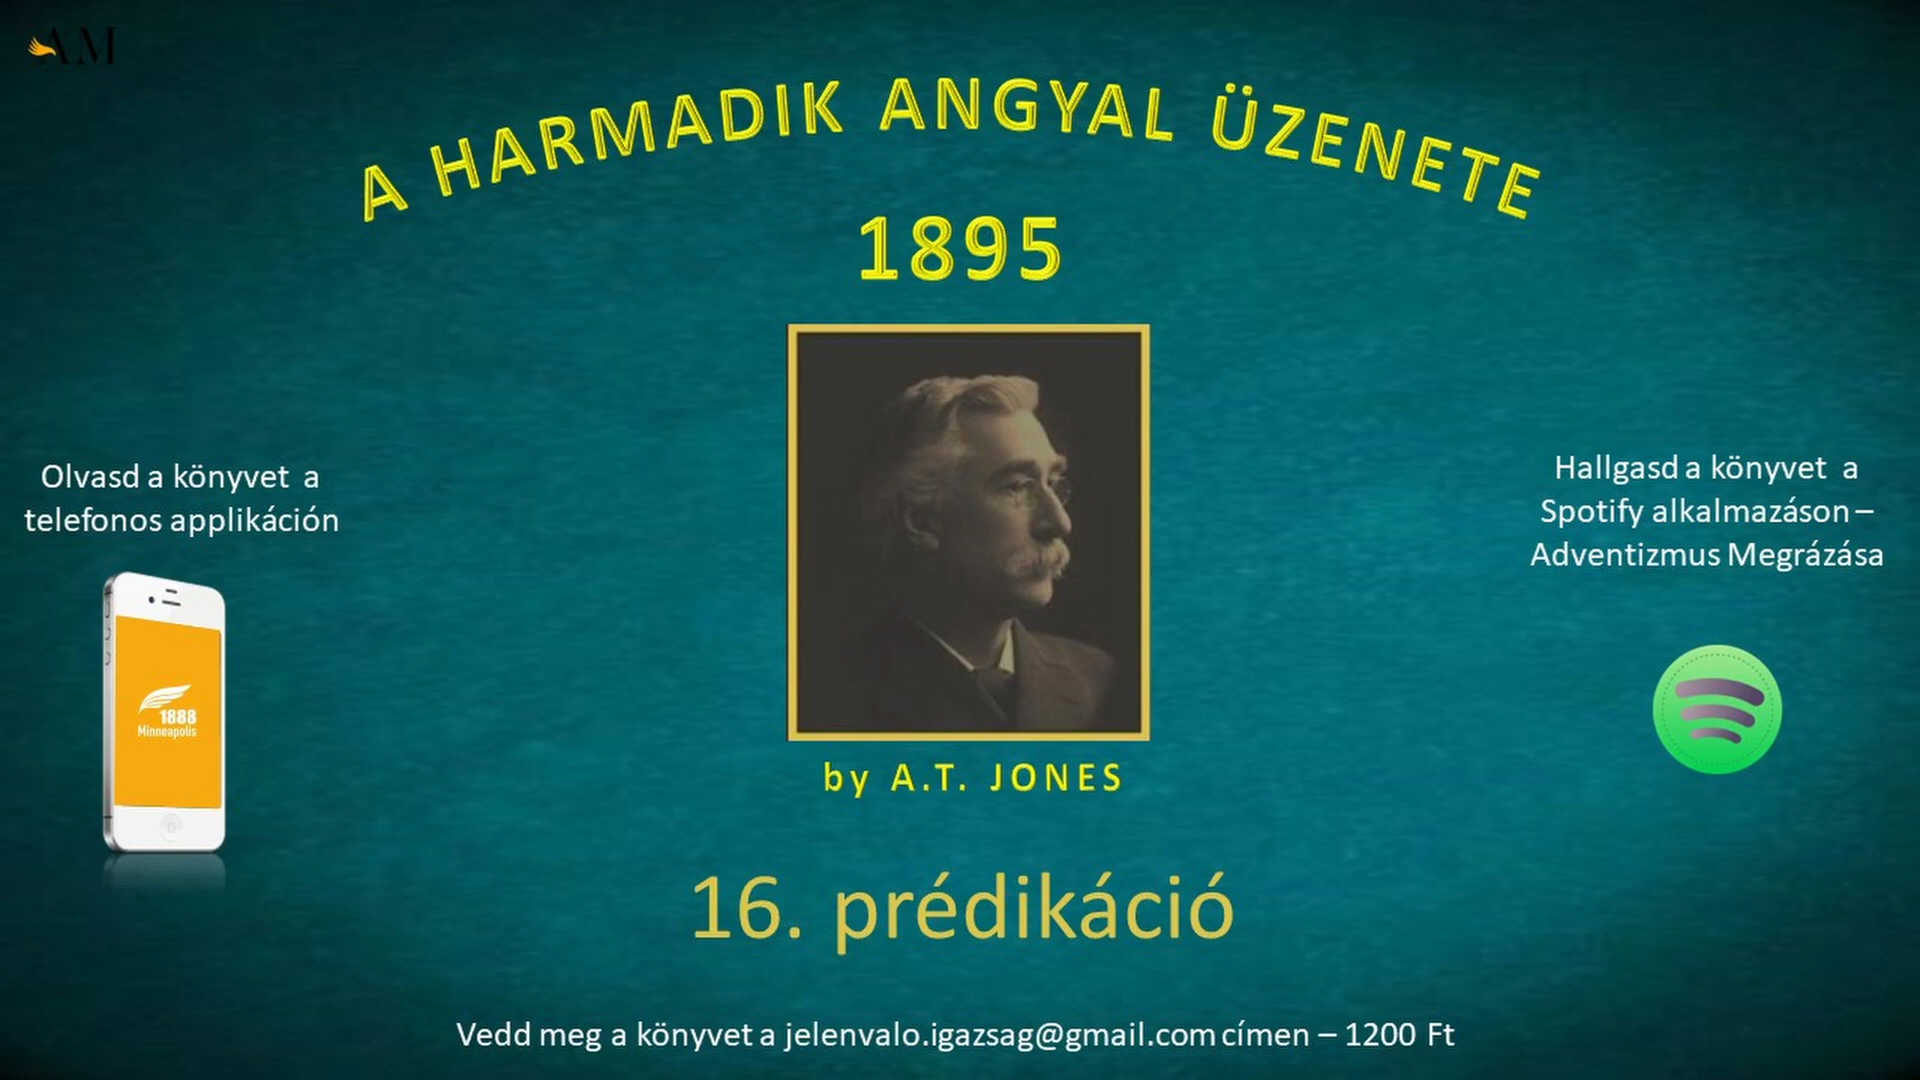 AM
A HARMADIK ANGYAL ÜZENETE
1895
Olvasd a könyvet a
telefonos applikáción
1888
Minneapolis
Hallgasd a könyvet a
Spotify alkalmazáson –
Adventizmus Megrázása
by A.T. JONES
16. prédikáció
Vedd meg a könyvet a jelenvalo.igazsag@gmail.com címen – 1200 Ft